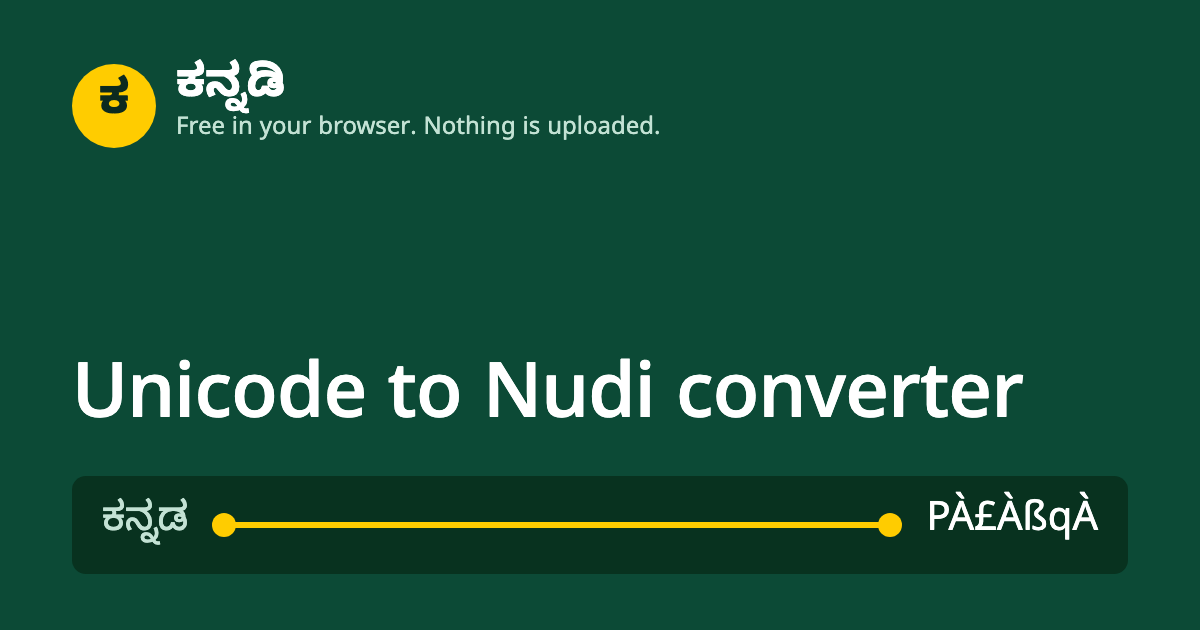 ಕ
ಕನ್ನಡಿ
Free in your browser. Nothing is uploaded.
Unicode to Nudi converter
ಕನ್ನಡ PÀ£ÀßqÀ